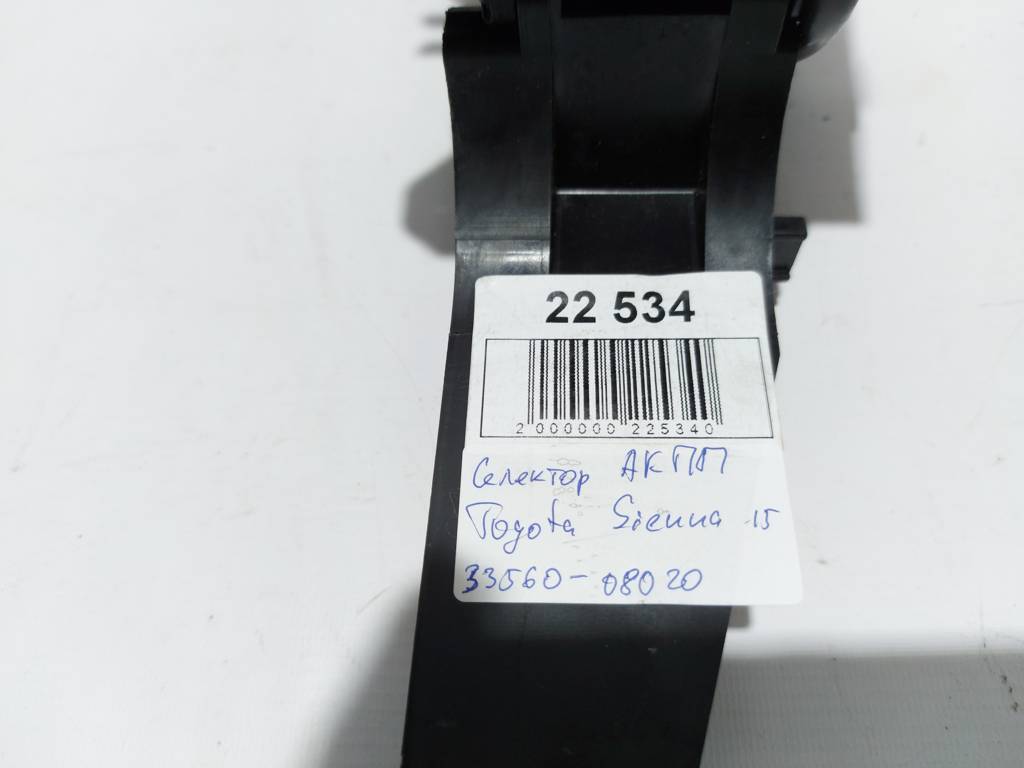 22 534
2 000000 225340
Селектор АКПП
Toyota Sienna 15
33560-08020